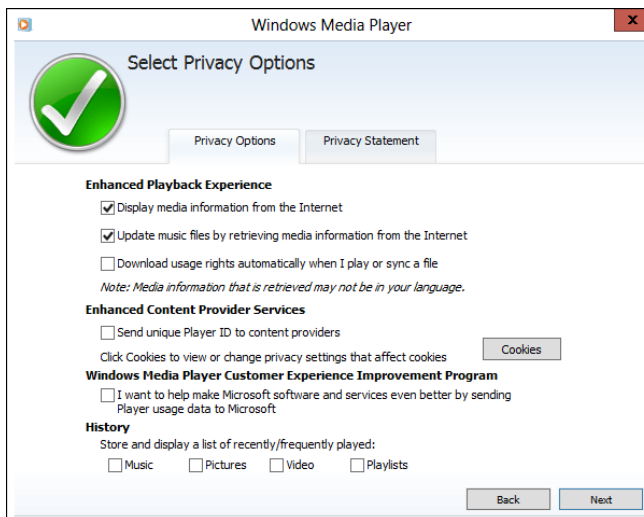 Windows Media Player
x
Select Privacy Options
Privacy Options
Privacy Statement
Enhanced Playback Experience
Display media information from the Internet
Update music files by retrieving media information from the Internet
Download usage rights automatically when I play or sync a file
Note: Media information that is retrieved may not be in your language.
Enhanced Content Provider Services
Send unique Player ID to content providers
Click Cookies to view or change privacy settings that affect cookies
Cookies
Windows Media Player Customer Experience Improvement Program
I want to help make Microsoft software and services even better by sending
Player usage data to Microsoft
History
Store and display a list of recently/frequently played:
Music
Pictures
Video
Playlists
Back
Next